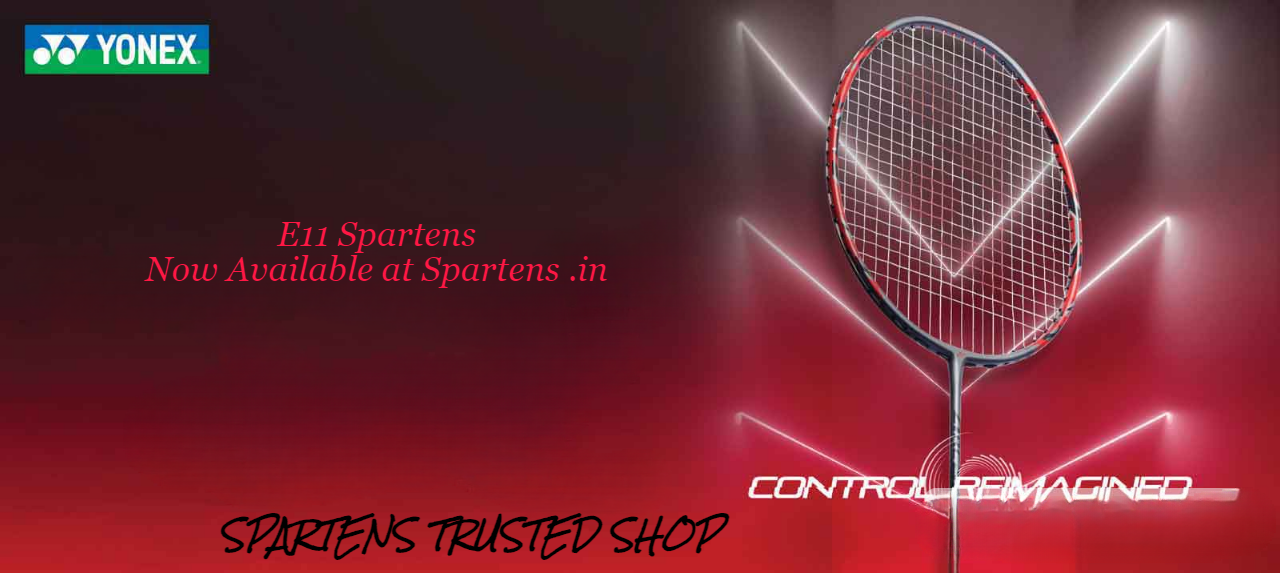 YONEX
E11 Spartens
Now Available at Spartens .in
CONTROL REIMAGINED
SPARTENS TRUSTED SHOP